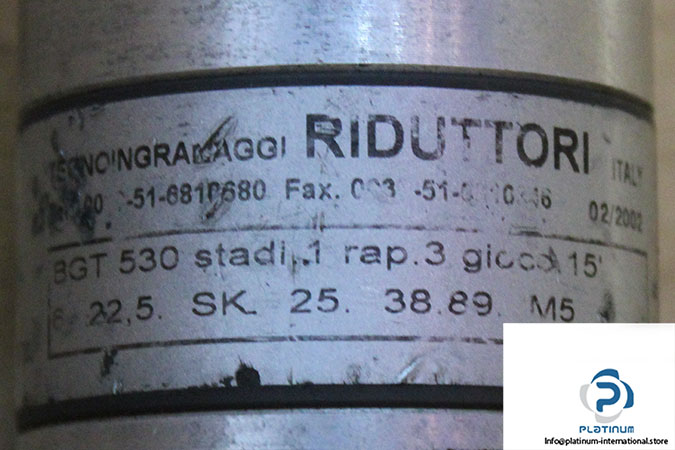 RIDUTTORI ITALY
-51-6810680 Fax. -51-
02/2002
BGT 530 stadi 1 rap.3 gioco 15'
22,5. SK. 25. 38.89. M5
PLATINUM
Info@platinum-international.store